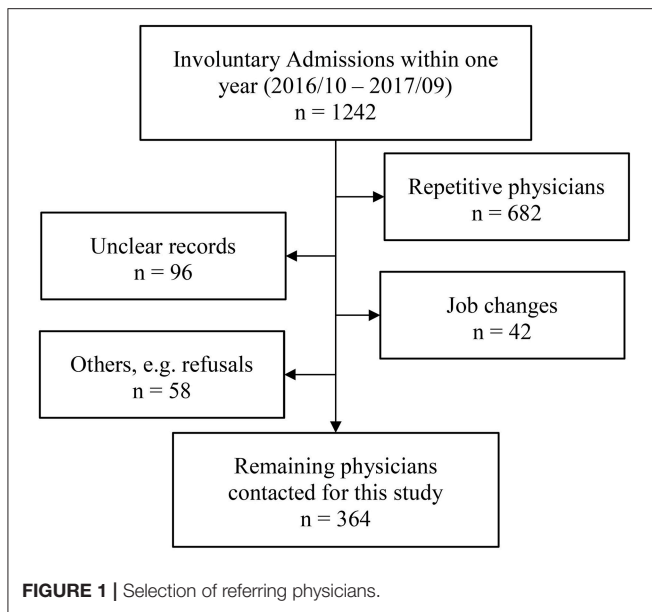 Involuntary Admissions within one
year (2016/10 – 2017/09)
n = 1242
Repetitive physicians
n = 682
Unclear records
n = 96
Job changes
n = 42
Others, e.g. refusals
n = 58
Remaining physicians
contacted for this study
n = 364
FIGURE 1 | Selection of referring physicians.